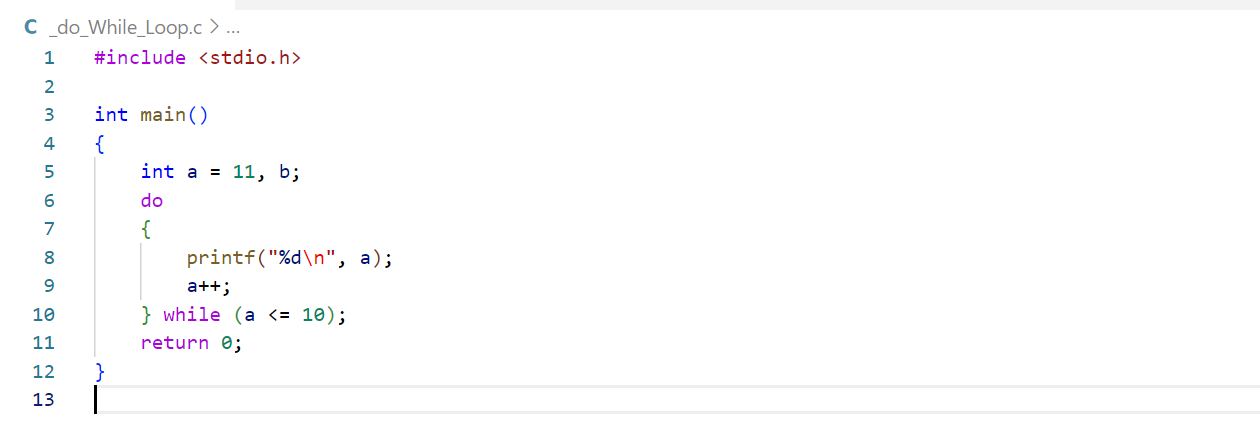 C _do_While_Loop.c > ...
1 #include <stdio.h>
2
3 int main()
4 {
5     int a = 11, b;
6     do
7     {
8         printf("%d\n", a);
9         a++;
10     } while (a <= 10);
11     return 0;
12 }
13